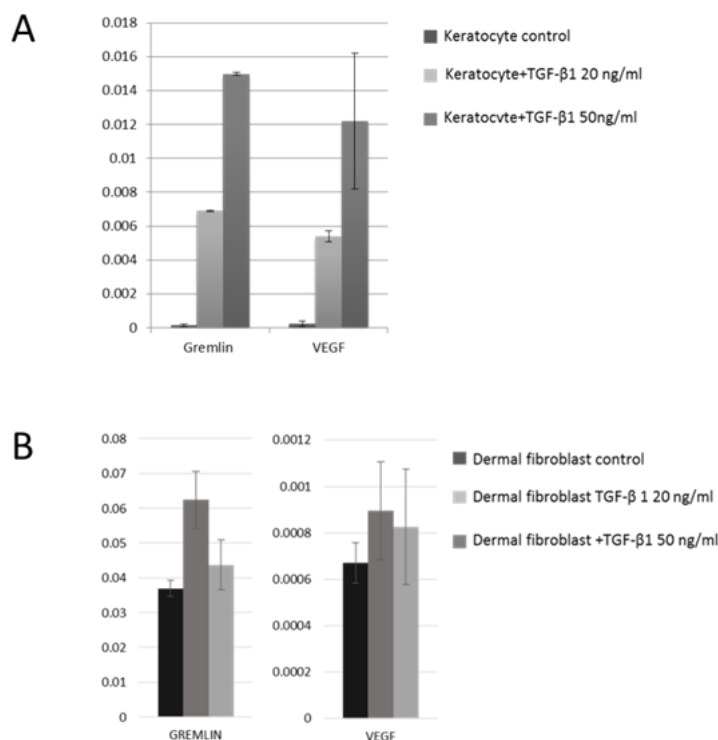 A
0.018
0.016
0.014
0.012
0.01
0.008
0.006
0.004
0.002
0
Gremlin VEGF
Keratocyte control
Keratocyte+TGF-β1 20 ng/ml
Keratocvte+TGF-β1 50ng/ml
B
0.08
0.07
0.06
0.05
0.04
0.03
0.02
0.01
0
GREMLIN
0.0012
0.001
0.0008
0.0006
0.0004
0.0002
0
VEGF
Dermal fibroblast control
Dermal fibroblast TGF-β 1 20 ng/ml
Dermal fibroblast +TGF-β1 50 ng/ml